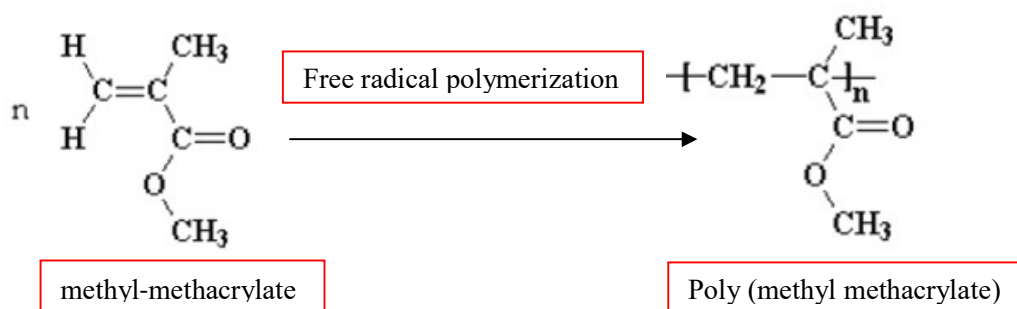 H
CH₃
n
C=C
H
C=O
O
CH₃
Free radical polymerization
CH₃
-[-CH₂-C-]-n
C=O
O
CH₃
methyl-methacrylate
Poly (methyl methacrylate)